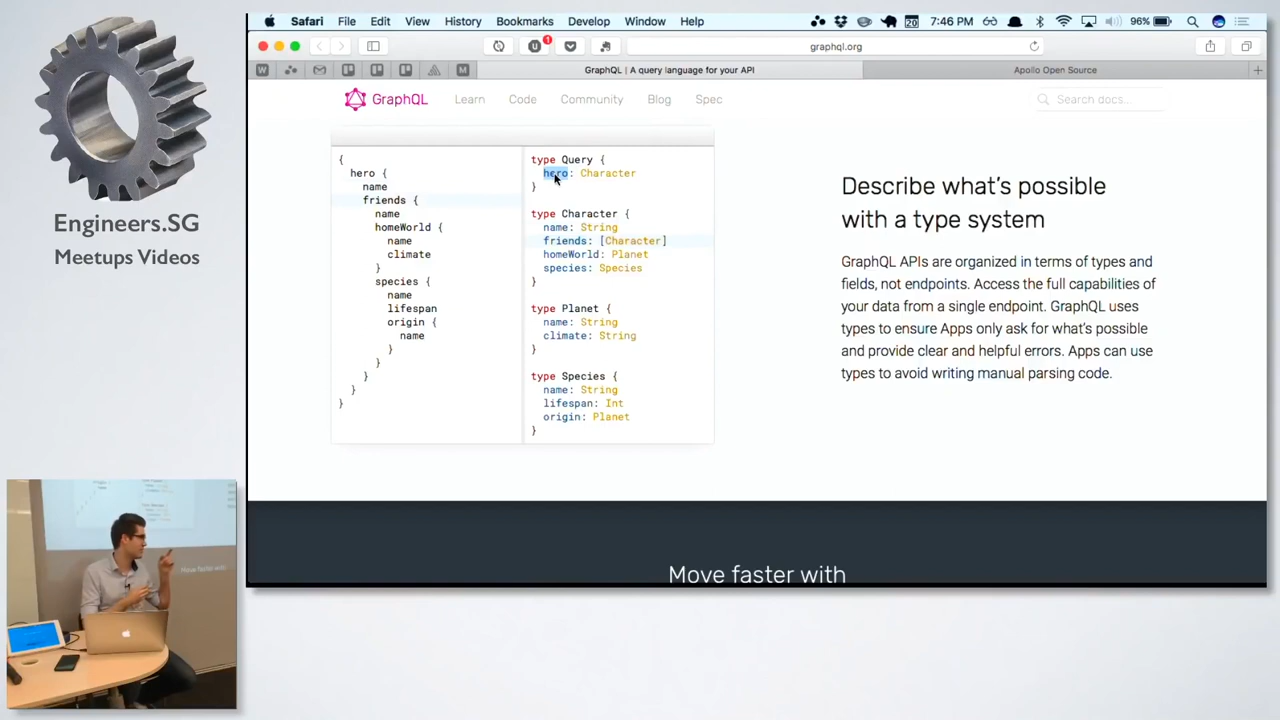 Safari File Edit View History Bookmarks Develop Window Help 20 7:46 PM 96%
1 graphql.org
W M GraphQL | A query language for your API Apollo Open Source +
GraphQL Learn Code Community Blog Spec Search docs...
{
hero {
name
friends {
name
homeWorld {
name
climate
}
species {
name
lifespan
origin {
name
}
}
}
}
}
type Query {
hero: Character
}
type Character {
name: String
friends: [Character]
homeWorld: Planet
species: Species
}
type Planet {
name: String
climate: String
}
type Species {
name: String
lifespan: Int
origin: Planet
}
Describe what’s possible
with a type system
GraphQL APIs are organized in terms of types and
fields, not endpoints. Access the full capabilities of
your data from a single endpoint. GraphQL uses
types to ensure Apps only ask for what’s possible
and provide clear and helpful errors. Apps can use
types to avoid writing manual parsing code.
Move faster with
Engineers.SG
Meetups Videos
Move faster with